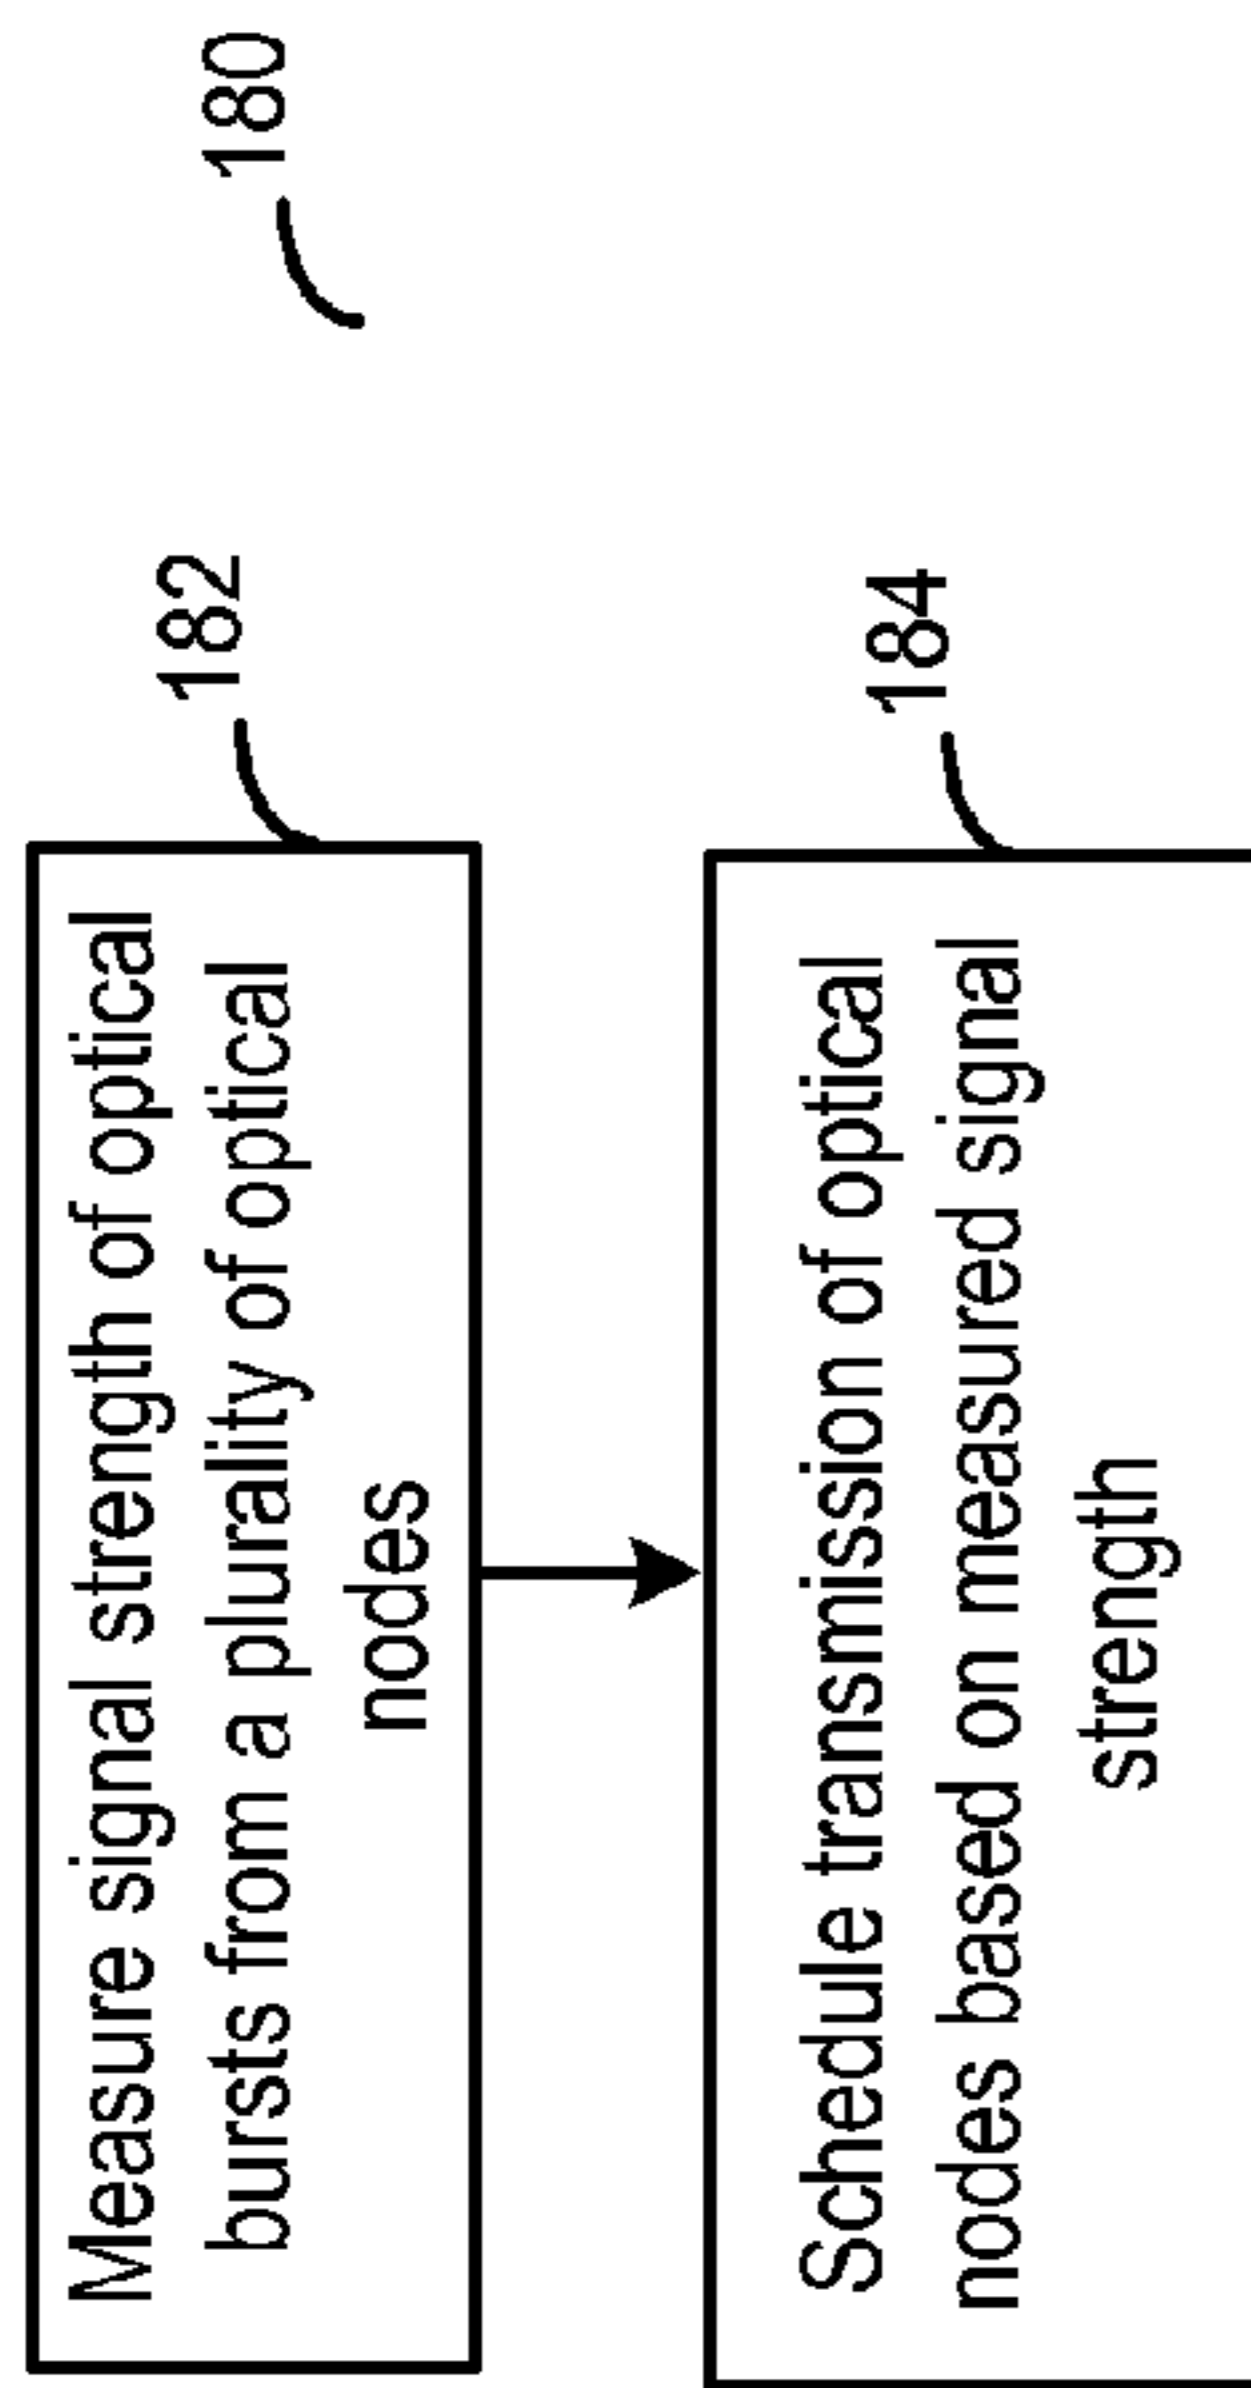 180
182
Measure signal strength of optical
bursts from a plurality of optical
nodes
184
Schedule transmission of optical
nodes based on measured signal
strength